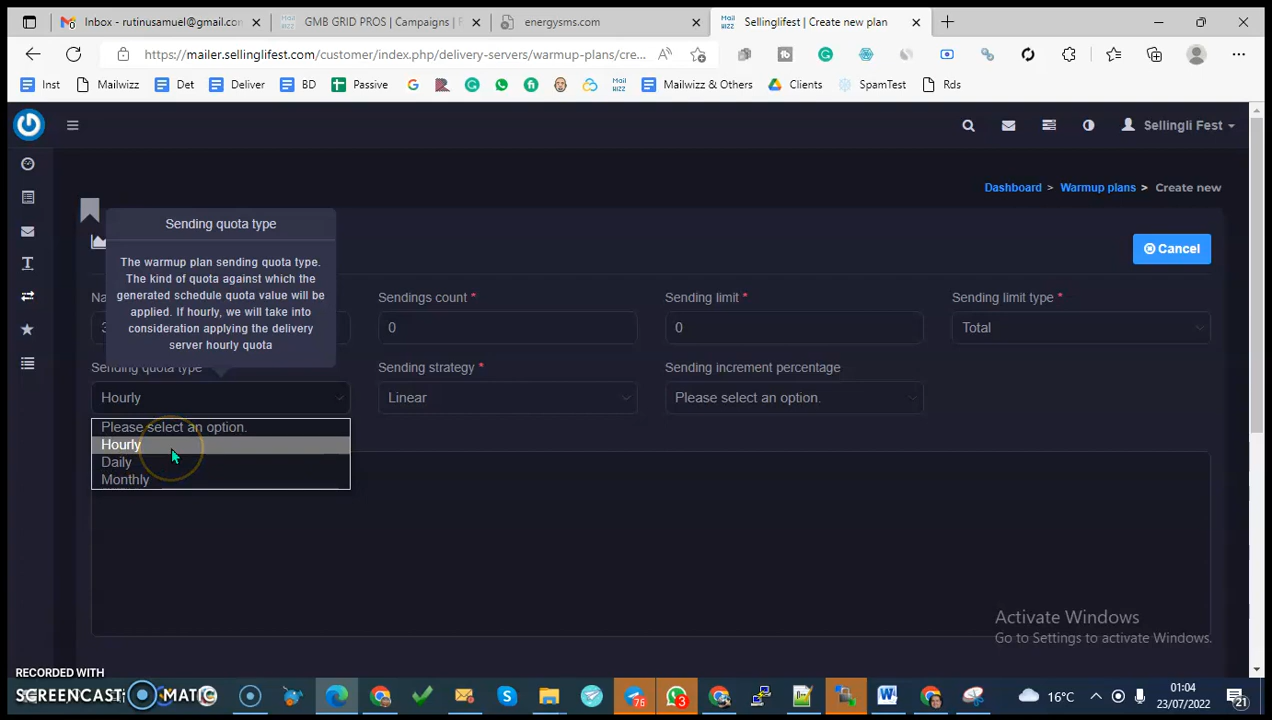 Inbox - rutinusamuel@gmail.con
GMB GRID PROS | Campaigns |
energysms.com
Sellinglifest | Create new plan
https://mailer.sellinglifest.com/customer/index.php/delivery-servers/warmup-plans/cre...
Inst
Mailwizz
Det
Deliver
BD
Passive
Mailwizz & Others
Clients
SpamTest
Rds
Sellingli Fest
Dashboard > Warmup plans > Create new
Sending quota type
The warmup plan sending quota type.
The kind of quota against which the
generated schedule quota value will be
applied. If hourly, we will take into
consideration applying the delivery
server hourly quota
Cancel
Na
Sendings count *
Sending limit *
Sending limit type *
3
0
0
Total
Sending quota type
Sending strategy *
Sending increment percentage
Hourly
Linear
Please select an option.
Please select an option.
Hourly
Daily
Monthly
Activate Windows
Go to Settings to activate Windows.
RECORDED WITH
SCREENCAST MATIC
76
3
16°C
01:04
23/07/2022
21